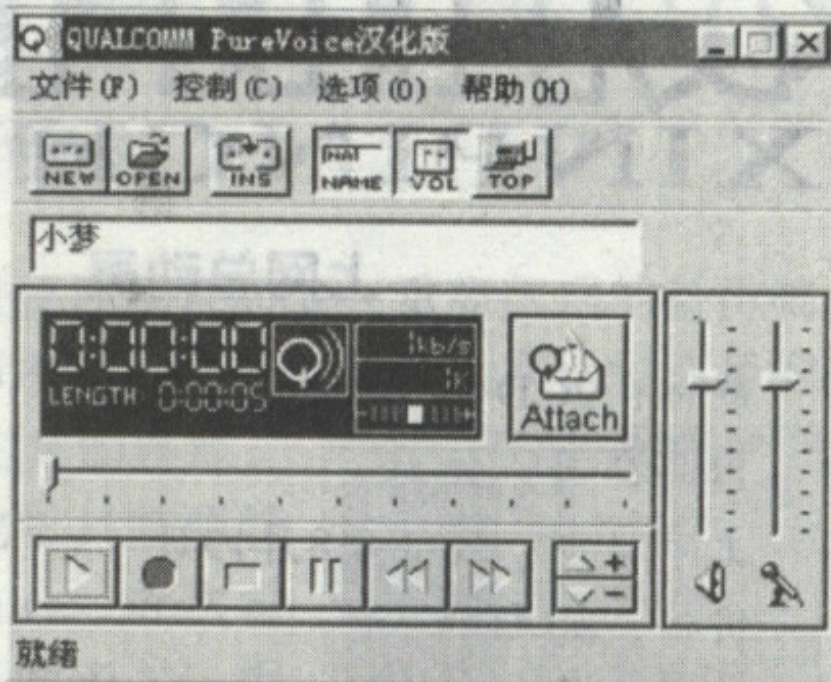 QUALCOMM PureVoice汉化版
文件(F) 控制(C) 选项(O) 帮助(H)
NEW OPEN INS NAME VOL TOP
小梦
0:00:00
1kb/s
1K
LENGTH 0:00:05
Attach
就绪